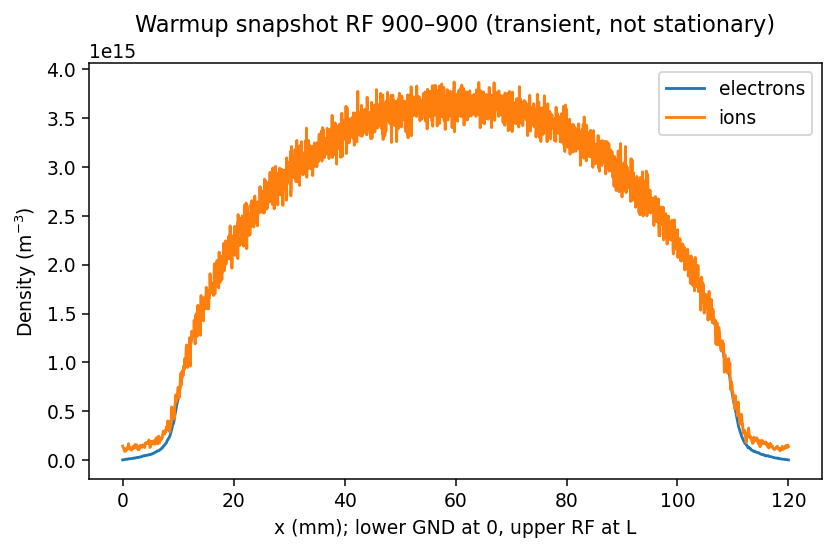 Warmup snapshot RF 900–900 (transient, not stationary)
1e15
electrons
ions
4.0
3.5
3.0
2.5
2.0
1.5
1.0
0.5
0.0
Density (m⁻³)
0 20 40 60 80 100 120
x (mm); lower GND at 0, upper RF at L